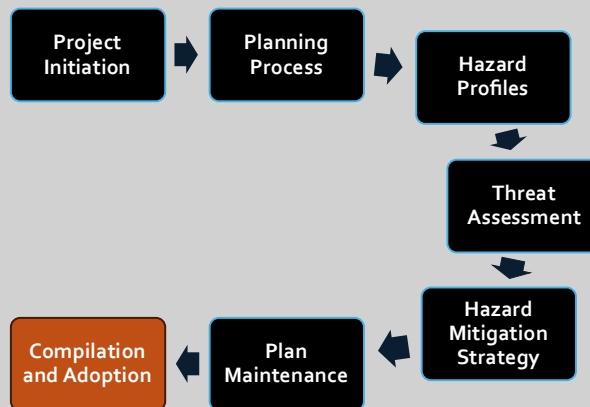 Project
Initiation
Planning
Process
Hazard
Profiles
Threat
Assessment
Hazard
Mitigation
Strategy
Plan
Maintenance
Compilation
and Adoption